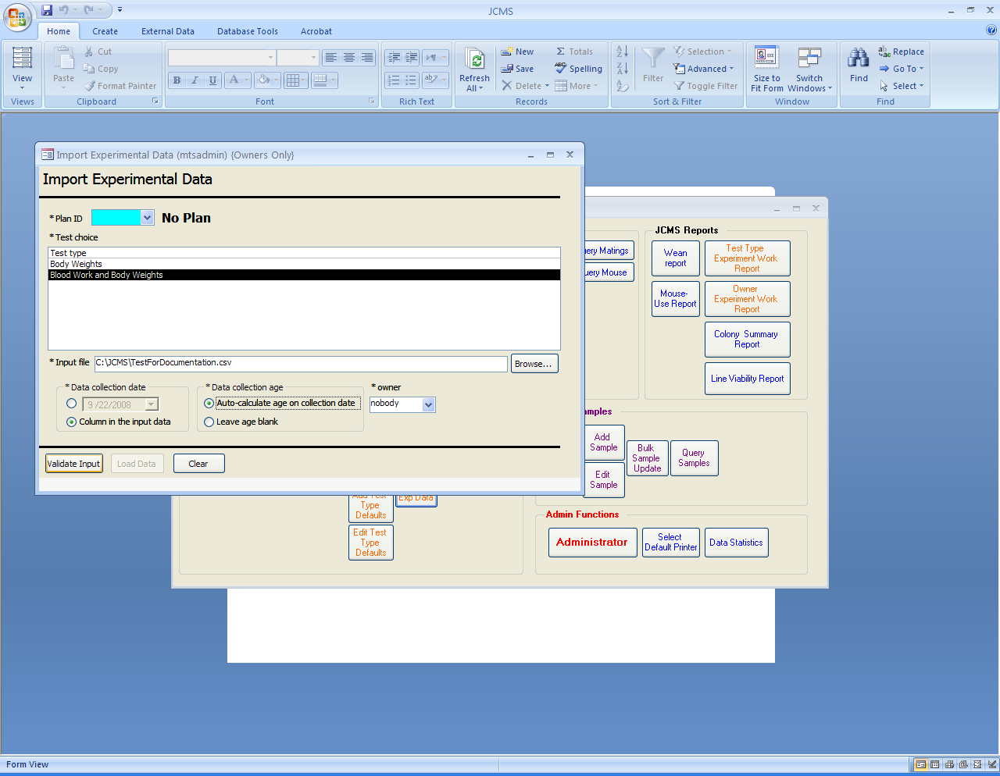 JCMS
Home Create External Data Database Tools Acrobat
View
Views
Paste
Cut
Copy
Format Painter
Clipboard
B I U A
Font
Rich Text
Refresh
All
New
Save
Delete
Totals
Spelling
More
Records
Filter
Selection
Advanced
Toggle Filter
Sort & Filter
Size to
Fit Form
Switch
Windows
Window
Find
Replace
Go To
Select
Find
Import Experimental Data (mtsadmin) {Owners Only}
Import Experimental Data
* Plan ID No Plan
* Test choice
Test type
Body Weights
Blood Work and Body Weights
* Input file C:\JCMS\TestForDocumentation.csv Browse...
* Data collection date
9 /22/2008
Column in the input data
* Data collection age
Auto-calculate age on collection date
Leave age blank
* owner
nobody
Validate Input Load Data Clear
Matings
Mouse
JCMS Reports
Wean
report
Test Type
Experiment Work
Report
Mouse-
Use Report
Owner
Experiment Work
Report
Colony Summary
Report
Line Viability Report
Add
Sample
Edit
Sample
Bulk
Sample
Update
Query
Samples
Add Test
Type
Defaults
Exp Data
Edit Test
Type
Defaults
Admin Functions
Administrator
Select
Default Printer
Data Statistics
Form View